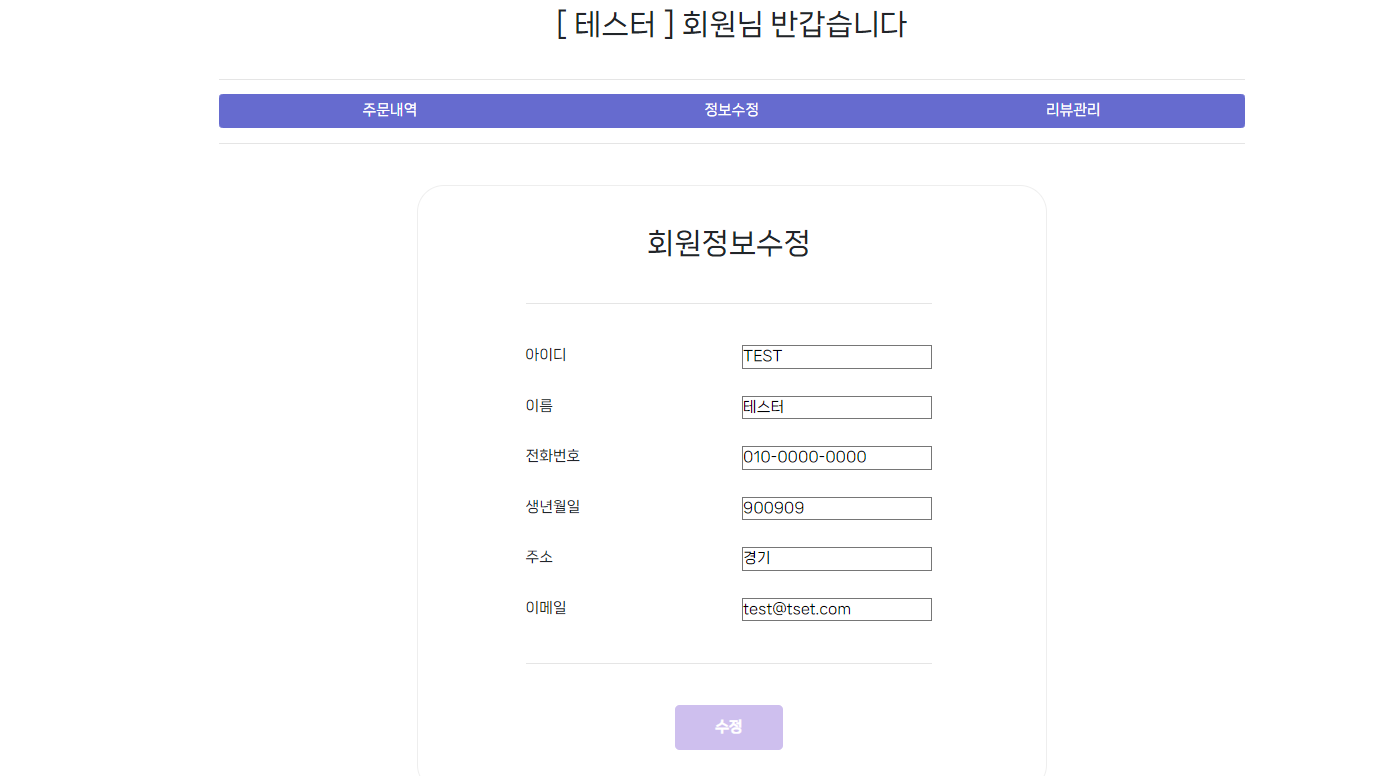 [ 테스터 ] 회원님 반갑습니다
주문내역 정보수정 리뷰관리
회원정보수정
아이디 TEST
이름 테스터
전화번호 010-0000-0000
생년월일 900909
주소 경기
이메일 test@tset.com
수정